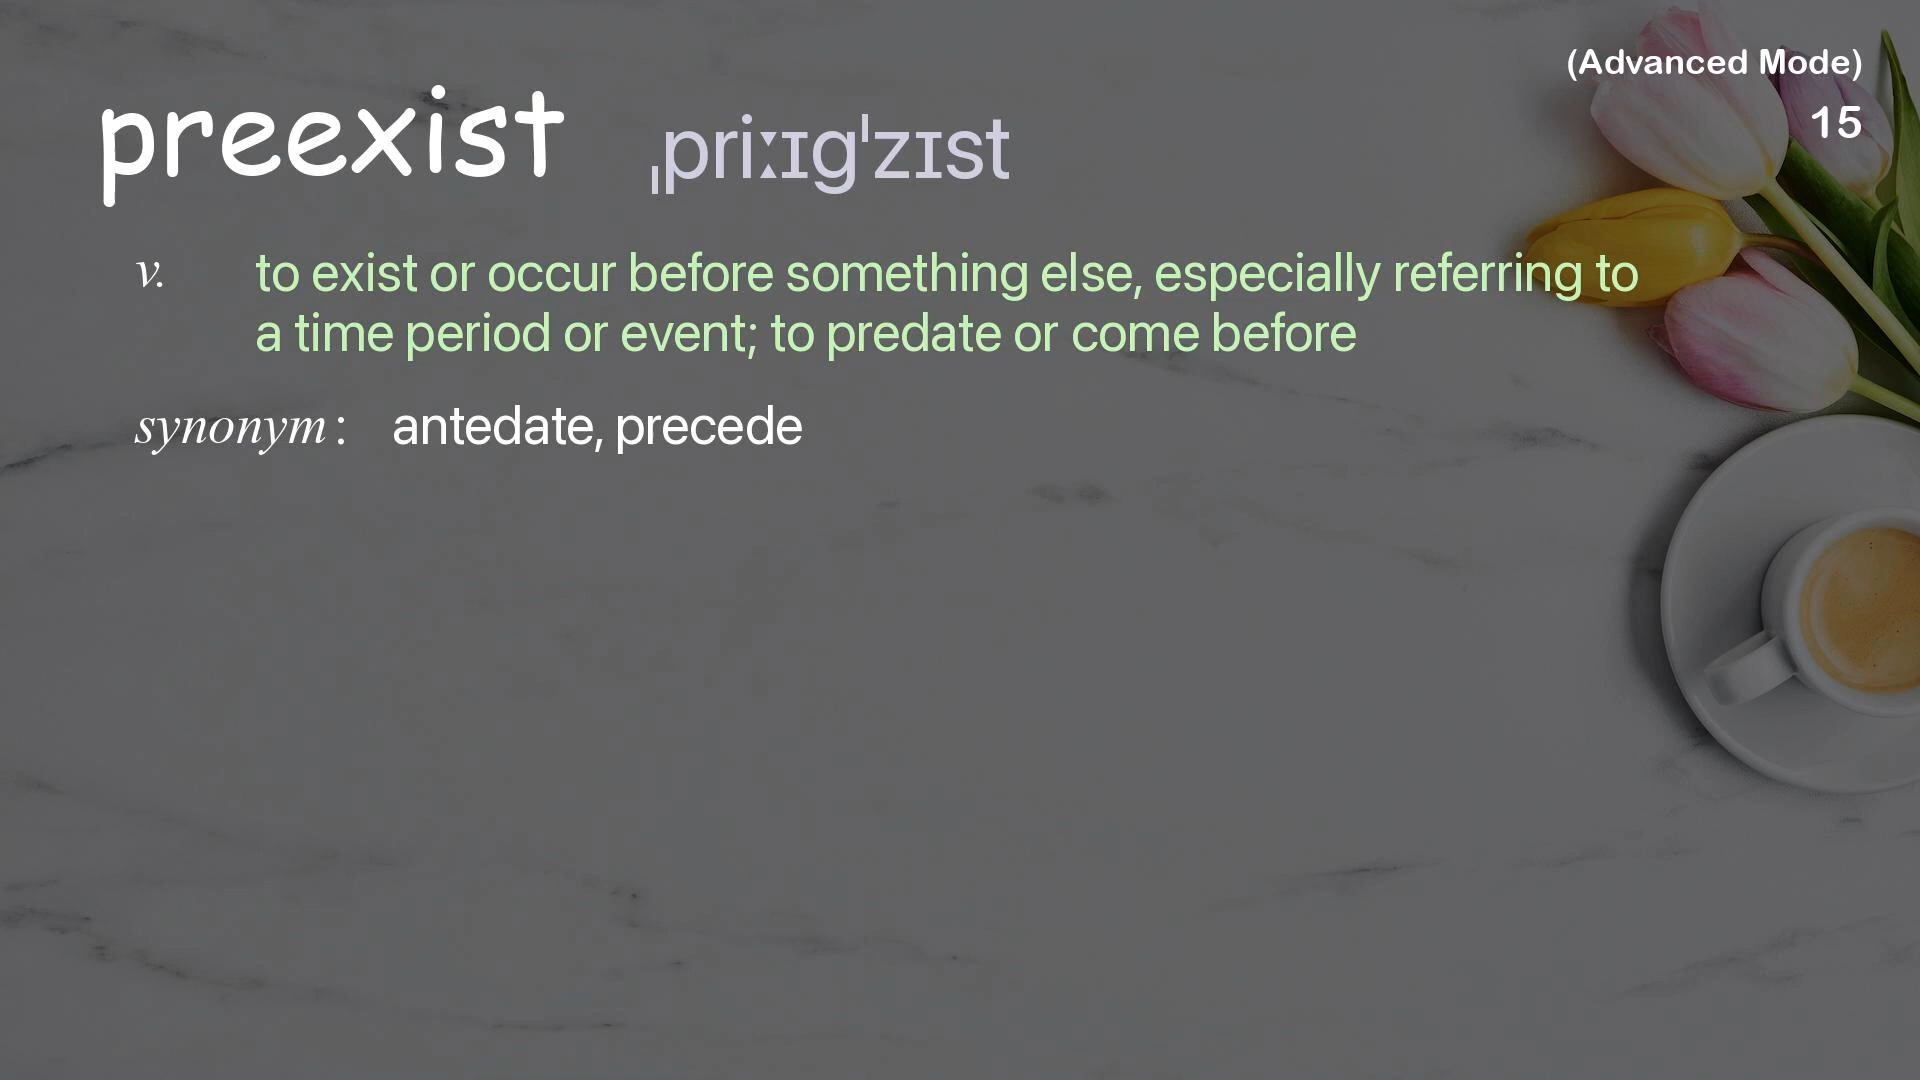 (Advanced Mode)
15
preexist ˌpriːɪgˈzɪst
v. to exist or occur before something else, especially referring to
a time period or event; to predate or come before
synonym : antedate, precede